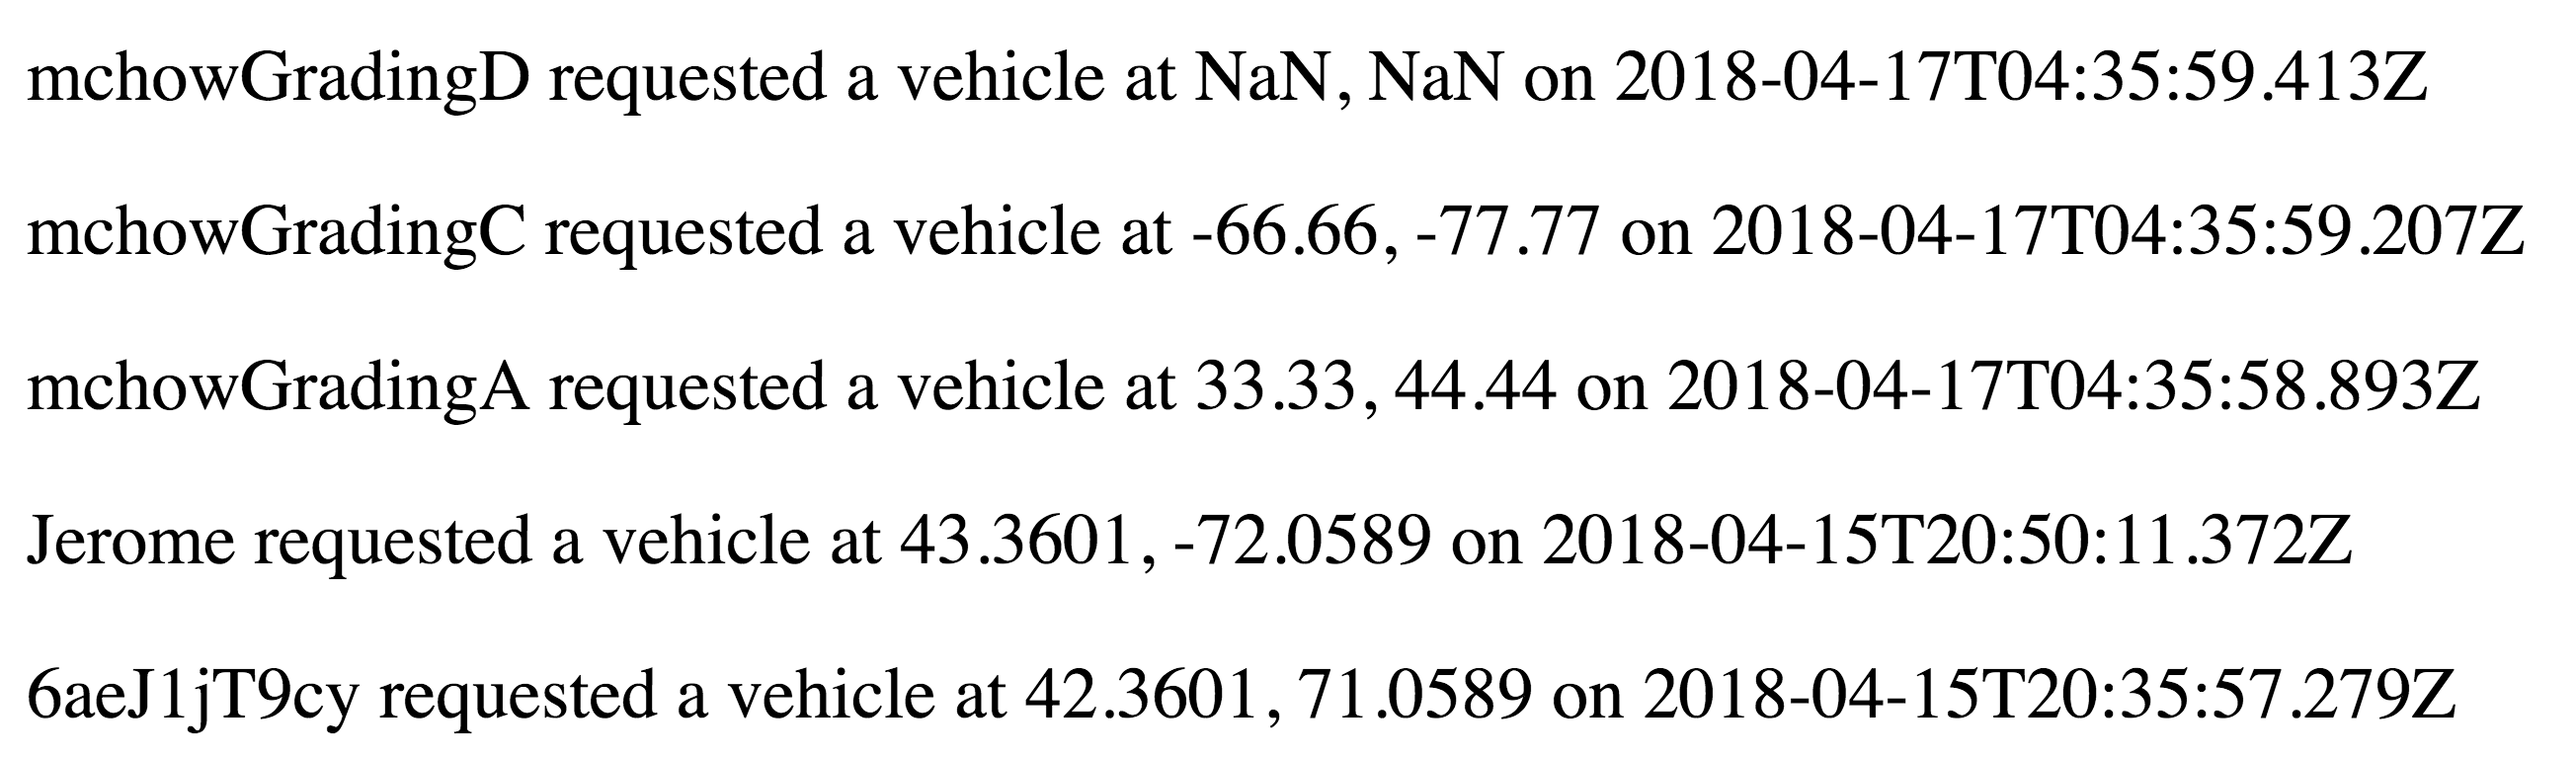 mchowGradingD requested a vehicle at NaN, NaN on 2018-04-17T04:35:59.413Z
mchowGradingC requested a vehicle at -66.66, -77.77 on 2018-04-17T04:35:59.207Z
mchowGradingA requested a vehicle at 33.33, 44.44 on 2018-04-17T04:35:58.893Z
Jerome requested a vehicle at 43.3601, -72.0589 on 2018-04-15T20:50:11.372Z
6aeJ1jT9cy requested a vehicle at 42.3601, 71.0589 on 2018-04-15T20:35:57.279Z